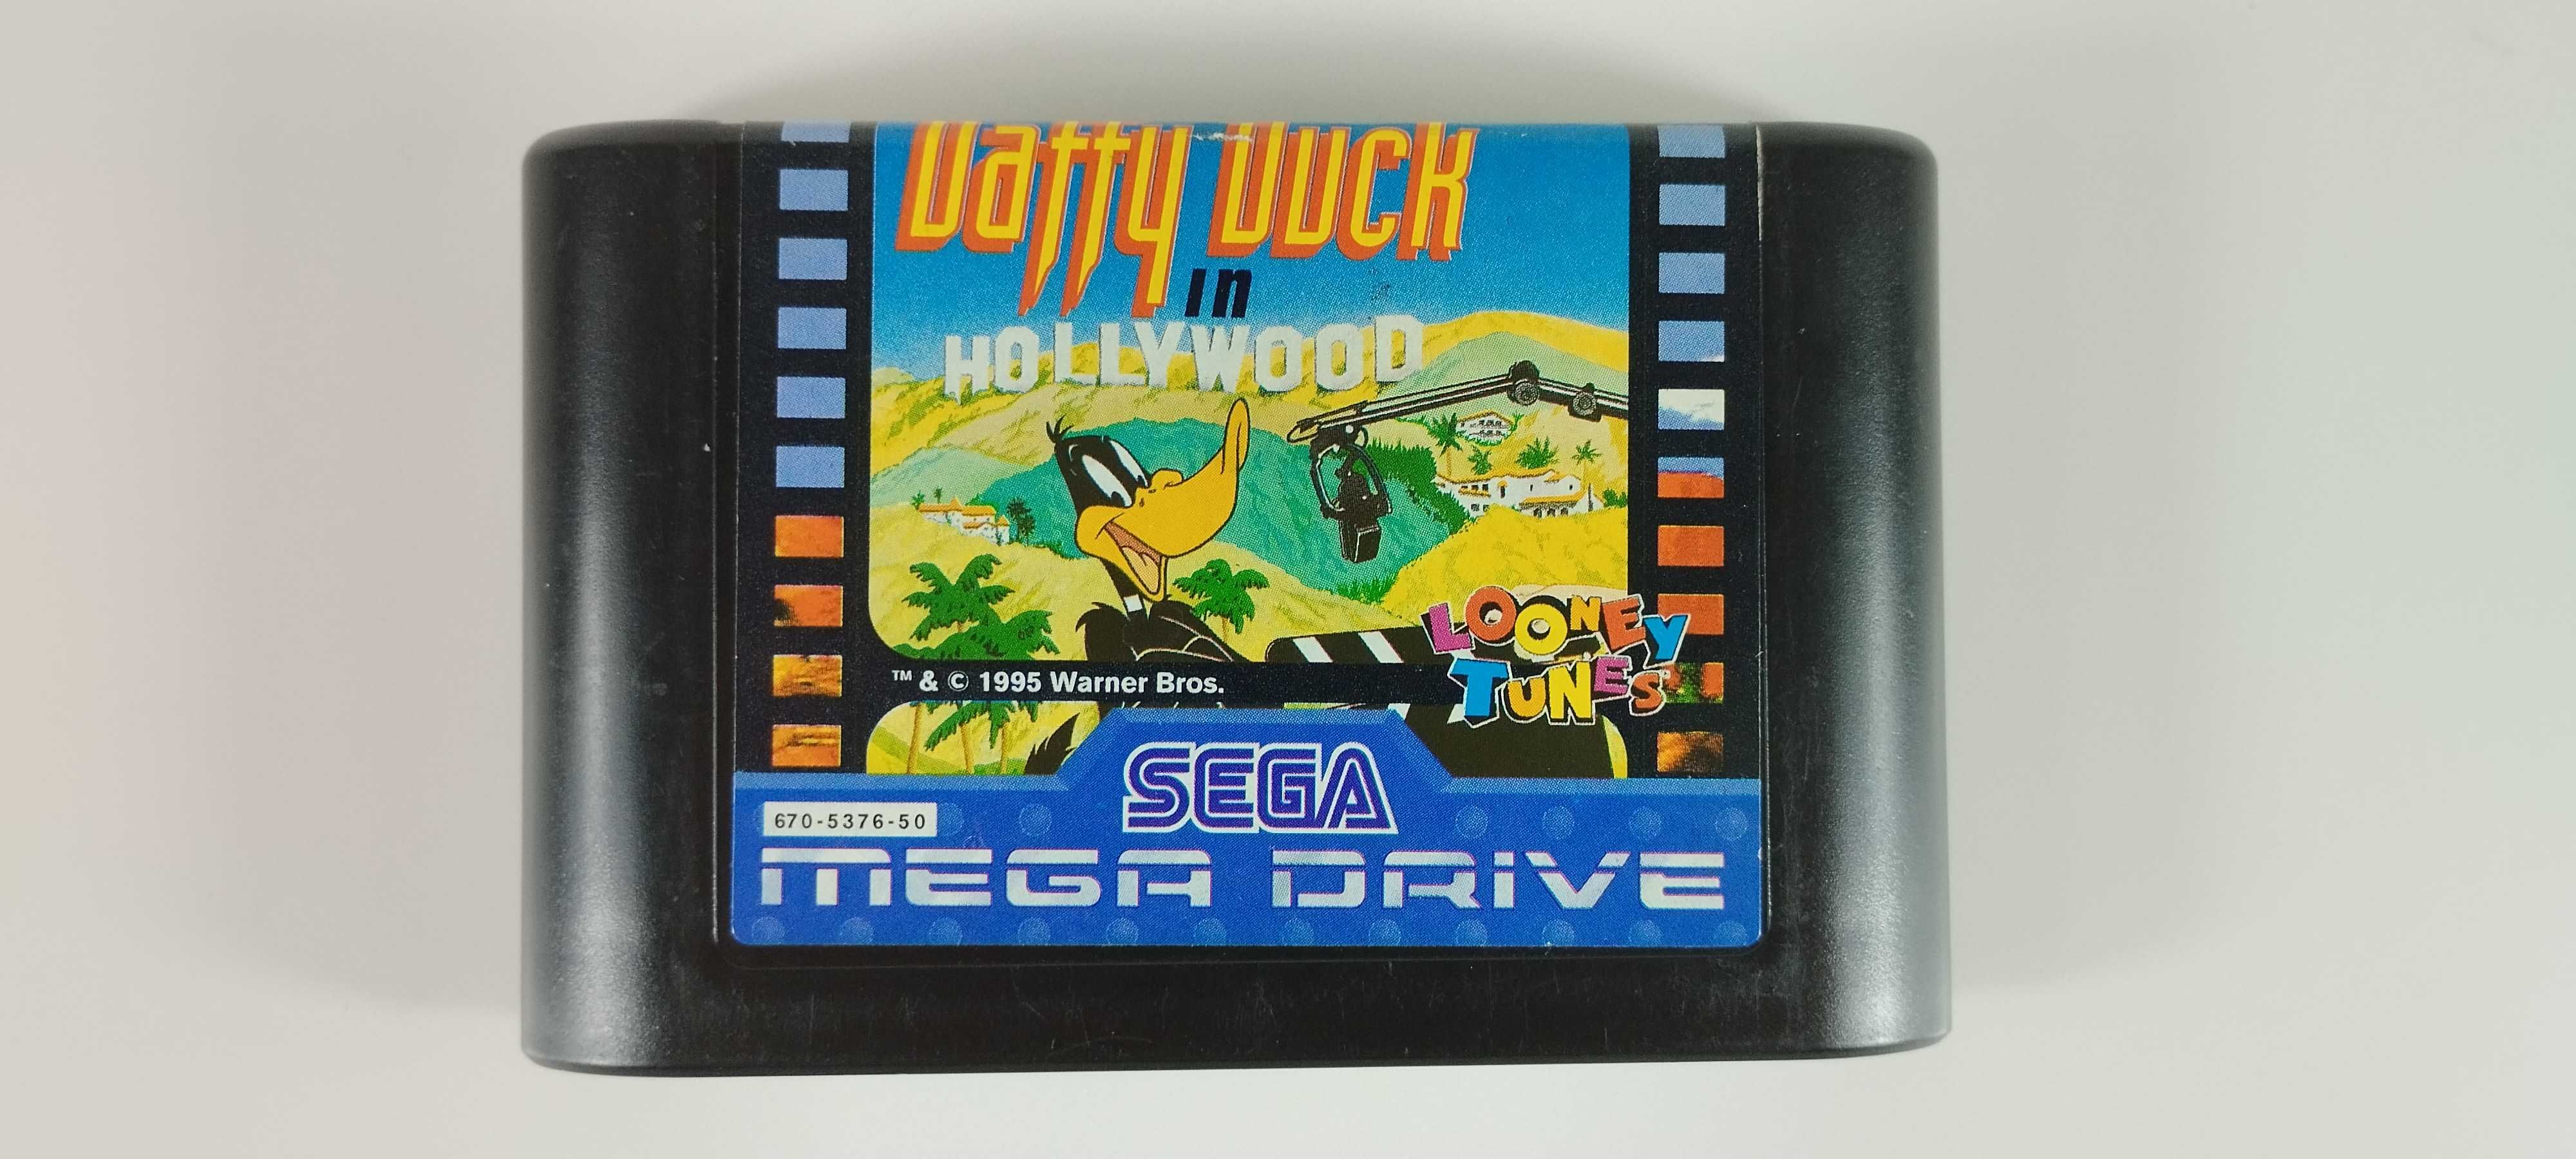 Daffy Duck
in
HOLLYWOOD
LOONEY
TUNES
™ & © 1995 Warner Bros.
SEGA
670-5376-50
MEGA DRIVE